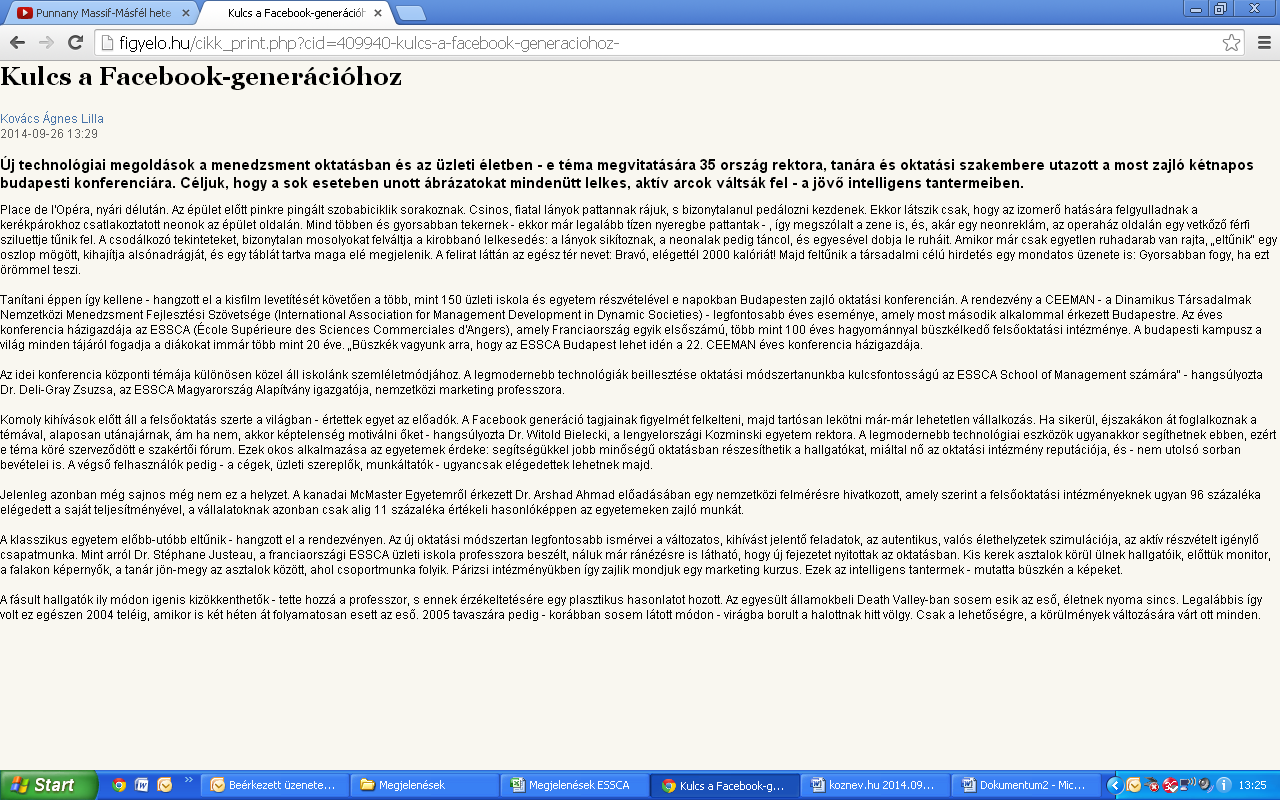 Punnany Massif-Másfél hete
Kulcs a Facebook-generációh
figyelo.hu/cikk_print.php?cid=409940-kulcs-a-facebook-generaciohoz-
Kulcs a Facebook-generációhoz
Kovács Ágnes Lilla
2014-09-26 13:29
Új technológiai megoldások a menedzsment oktatásban és az üzleti életben - e téma megvitatására 35 ország rektora, tanára és oktatási szakembere utazott a most zajló kétnapos
budapesti konferenciára. Céljuk, hogy a sok eseteben unott ábrázatokat mindenütt lelkes, aktív arcok váltsák fel - a jövő intelligens tantermeiben.
Place de l'Opéra, nyári délután. Az épület előtt pinkre pingált szobabiciklik sorakoznak. Csinos, fiatal lányok pattannak rájuk, s bizonytalanul pedálozni kezdenek. Ekkor látszik csak, hogy az izomerő hatására felgyulladnak a
kerékpárokhoz csatlakoztatott neonok az épület oldalán. Mind többen és gyorsabban tekernek - ekkor már legalább tízen nyeregbe pattantak - , így megszólalt a zene is, és, akár egy neonreklám, az operaház oldalán egy vetkőző férfi
sziluettje tűnik fel. A csodálkozó tekinteteket, bizonytalan mosolyokat felváltja a kirobbanó lelkesedés: a lányok sikítoznak, a neonalak pedig táncol, és egyesével dobja le ruháit. Amikor már csak egyetlen ruhadarab van rajta, „eltűnik” egy
oszlop mögött, kihajítja alsónadrágját, és egy táblát tartva maga elé megjelenik. A felirat láttán az egész tér nevet: Bravó, elégettél 2000 kalóriát! Majd feltűnik a társadalmi célú hirdetés egy mondatos üzenete is: Gyorsabban fogy, ha ezt
örömmel teszi.
Tanítani éppen így kellene - hangzott el a kisfilm levetítését követően a több, mint 150 üzleti iskola és egyetem részvételével e napokban Budapesten zajló oktatási konferencián. A rendezvény a CEEMAN - a Dinamikus Társadalmak
Nemzetközi Menedzsment Fejlesztési Szövetsége (International Association for Management Development in Dynamic Societies) - legfontosabb éves eseménye, amely most második alkalommal érkezett Budapestre. Az éves
konferencia házigazdája az ESSCA (École Supérieure des Sciences Commerciales d'Angers), amely Franciaország egyik elsőszámú, több mint 100 éves hagyománnyal büszkélkedő felsőoktatási intézménye. A budapesti kampusz a
világ minden tájáról fogadja a diákokat immár több mint 20 éve. „Büszkék vagyunk arra, hogy az ESSCA Budapest lehet idén a 22. CEEMAN éves konferencia házigazdája.
Az idei konferencia központi témája különösen közel áll iskolánk szemléletmódjához. A legmodernebb technológiák beillesztése oktatási módszertanunkba kulcsfontosságú az ESSCA School of Management számára” - hangsúlyozta
Dr. Deli-Gray Zsuzsa, az ESSCA Magyarország Alapítvány igazgatója, nemzetközi marketing professzora.
Komoly kihívások előtt áll a felsőoktatás szerte a világban - értettek egyet az előadók. A Facebook generáció tagjainak figyelmét felkelteni, majd tartósan lekötni már-már lehetetlen vállalkozás. Ha sikerül, éjszakákon át foglalkoznak a
témával, alaposan utánajárnak, ám ha nem, akkor képtelenség motiválni őket - hangsúlyozta Dr. Witold Bielecki, a lengyelországi Kozminski egyetem rektora. A legmodernebb technológiai eszközök ugyanakkor segíthetnek ebben, ezért
e téma köré szerveződött e szakértői fórum. Ezek okos alkalmazása az egyetemek érdeke: segítségükkel jobb minőségű oktatásban részesíthetik a hallgatókat, miáltal nő az oktatási intézmény reputációja, és - nem utolsó sorban
bevételei is. A végső felhasználók pedig - a cégek, üzleti szereplők, munkáltatók - ugyancsak elégedettek lehetnek majd.
Jelenleg azonban még sajnos még nem ez a helyzet. A kanadai McMaster Egyetemről érkezett Dr. Arshad Ahmad előadásában egy nemzetközi felmérésre hivatkozott, amely szerint a felsőoktatási intézményeknek ugyan 96 százaléka
elégedett a saját teljesítményével, a vállalatoknak azonban csak alig 11 százaléka értékeli hasonlóképpen az egyetemeken zajló munkát.
A klasszikus egyetem előbb-utóbb eltűnik - hangzott el a rendezvényen. Az új oktatási módszertan legfontosabb ismérvei a változatos, kihívást jelentő feladatok, az autentikus, valós élethelyzetek szimulációja, az aktív részvételt igénylő
csapatmunka. Mint arról Dr. Stéphane Justeau, a franciaországi ESSCA üzleti iskola professzora beszélt, náluk már ránézésre is látható, hogy új fejezetet nyitottak az oktatásban. Kis kerek asztalok körül ülnek hallgatóik, előttük monitor,
a falakon képernyők, a tanár jön-megy az asztalok között, ahol csoportmunka folyik. Párizsi intézményükben így zajlik mondjuk egy marketing kurzus. Ezek az intelligens tantermek - mutatta büszkén a képeket.
A fásult hallgatók ily módon igenis kizökkenthetők - tette hozzá a professzor, s ennek érzékeltetésére egy plasztikus hasonlatot hozott. Az egyesült államokbeli Death Valley-ban sosem esik az eső, életnek nyoma sincs. Legalábbis így
volt ez egészen 2004 teléig, amikor is két héten át folyamatosan esett az eső. 2005 tavaszára pedig - korábban sosem látott módon - virágba borult a halottnak hitt völgy. Csak a lehetőségre, a körülmények változására várt ott minden.
Start
Beérkezett üzenete...
Megjelenések
Megjelenések ESSCA
Kulcs a Facebook-g...
koznev.hu 2014.09...
Dokumentum2 - Mic...
13:25